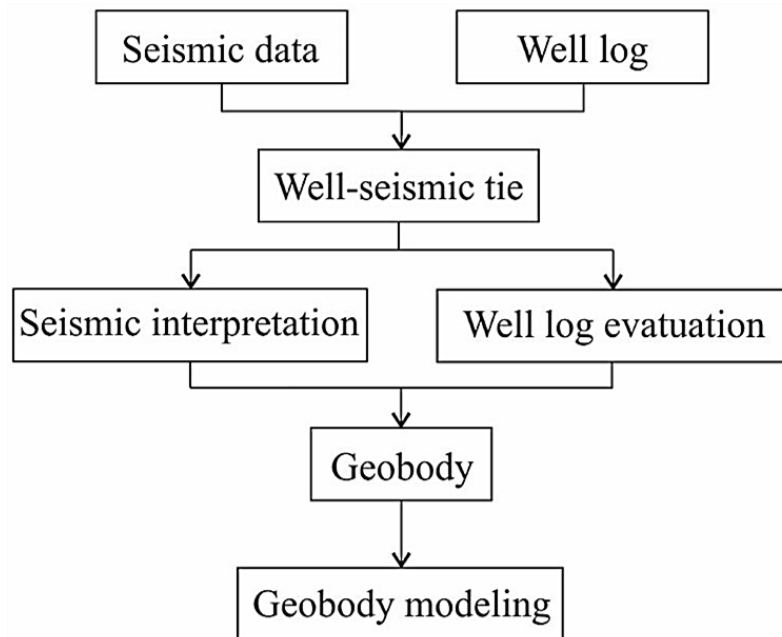 Seismic data
Well log
Well-seismic tie
Seismic interpretation
Well log evatuation
Geobody
Geobody modeling